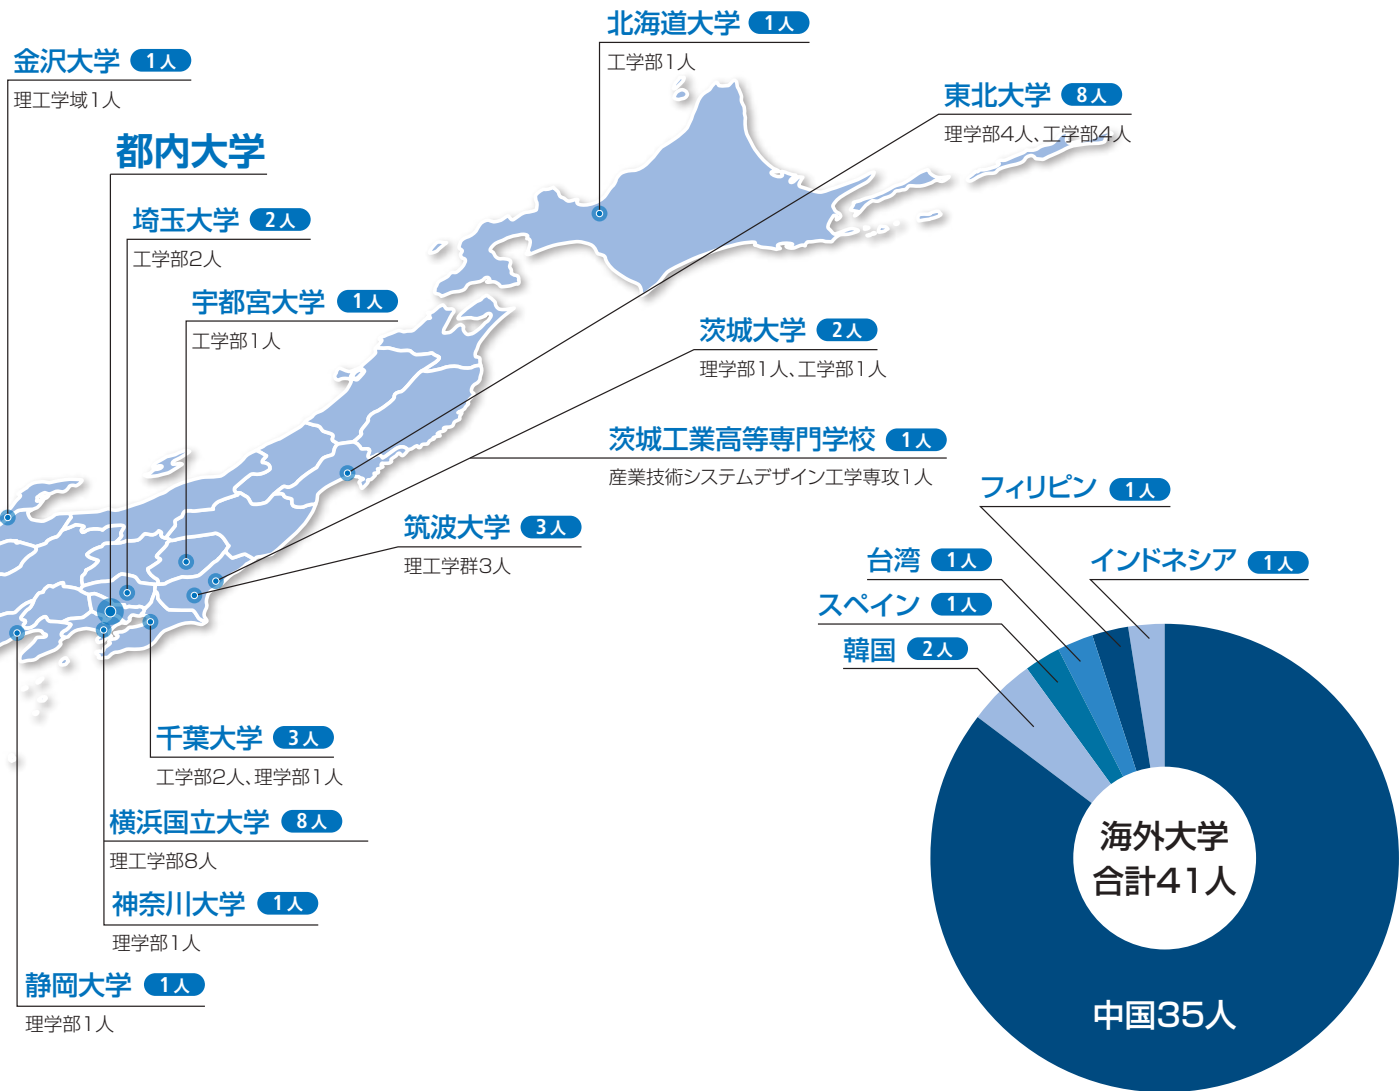 北海道大学 1人
工学部1人
金沢大学 1人
理工学域1人
東北大学 8人
理学部4人、工学部4人
都内大学
埼玉大学 2人
工学部2人
宇都宮大学 1人
工学部1人
茨城大学 2人
理学部1人、工学部1人
茨城工業高等専門学校 1人
産業技術システムデザイン工学専攻1人
筑波大学 3人
理工学群3人
千葉大学 3人
工学部2人、理学部1人
横浜国立大学 8人
理工学部8人
神奈川大学 1人
理学部1人
静岡大学 1人
理学部1人
フィリピン 1人
インドネシア 1人
台湾 1人
スペイン 1人
韓国 2人
海外大学
合計41人
中国35人